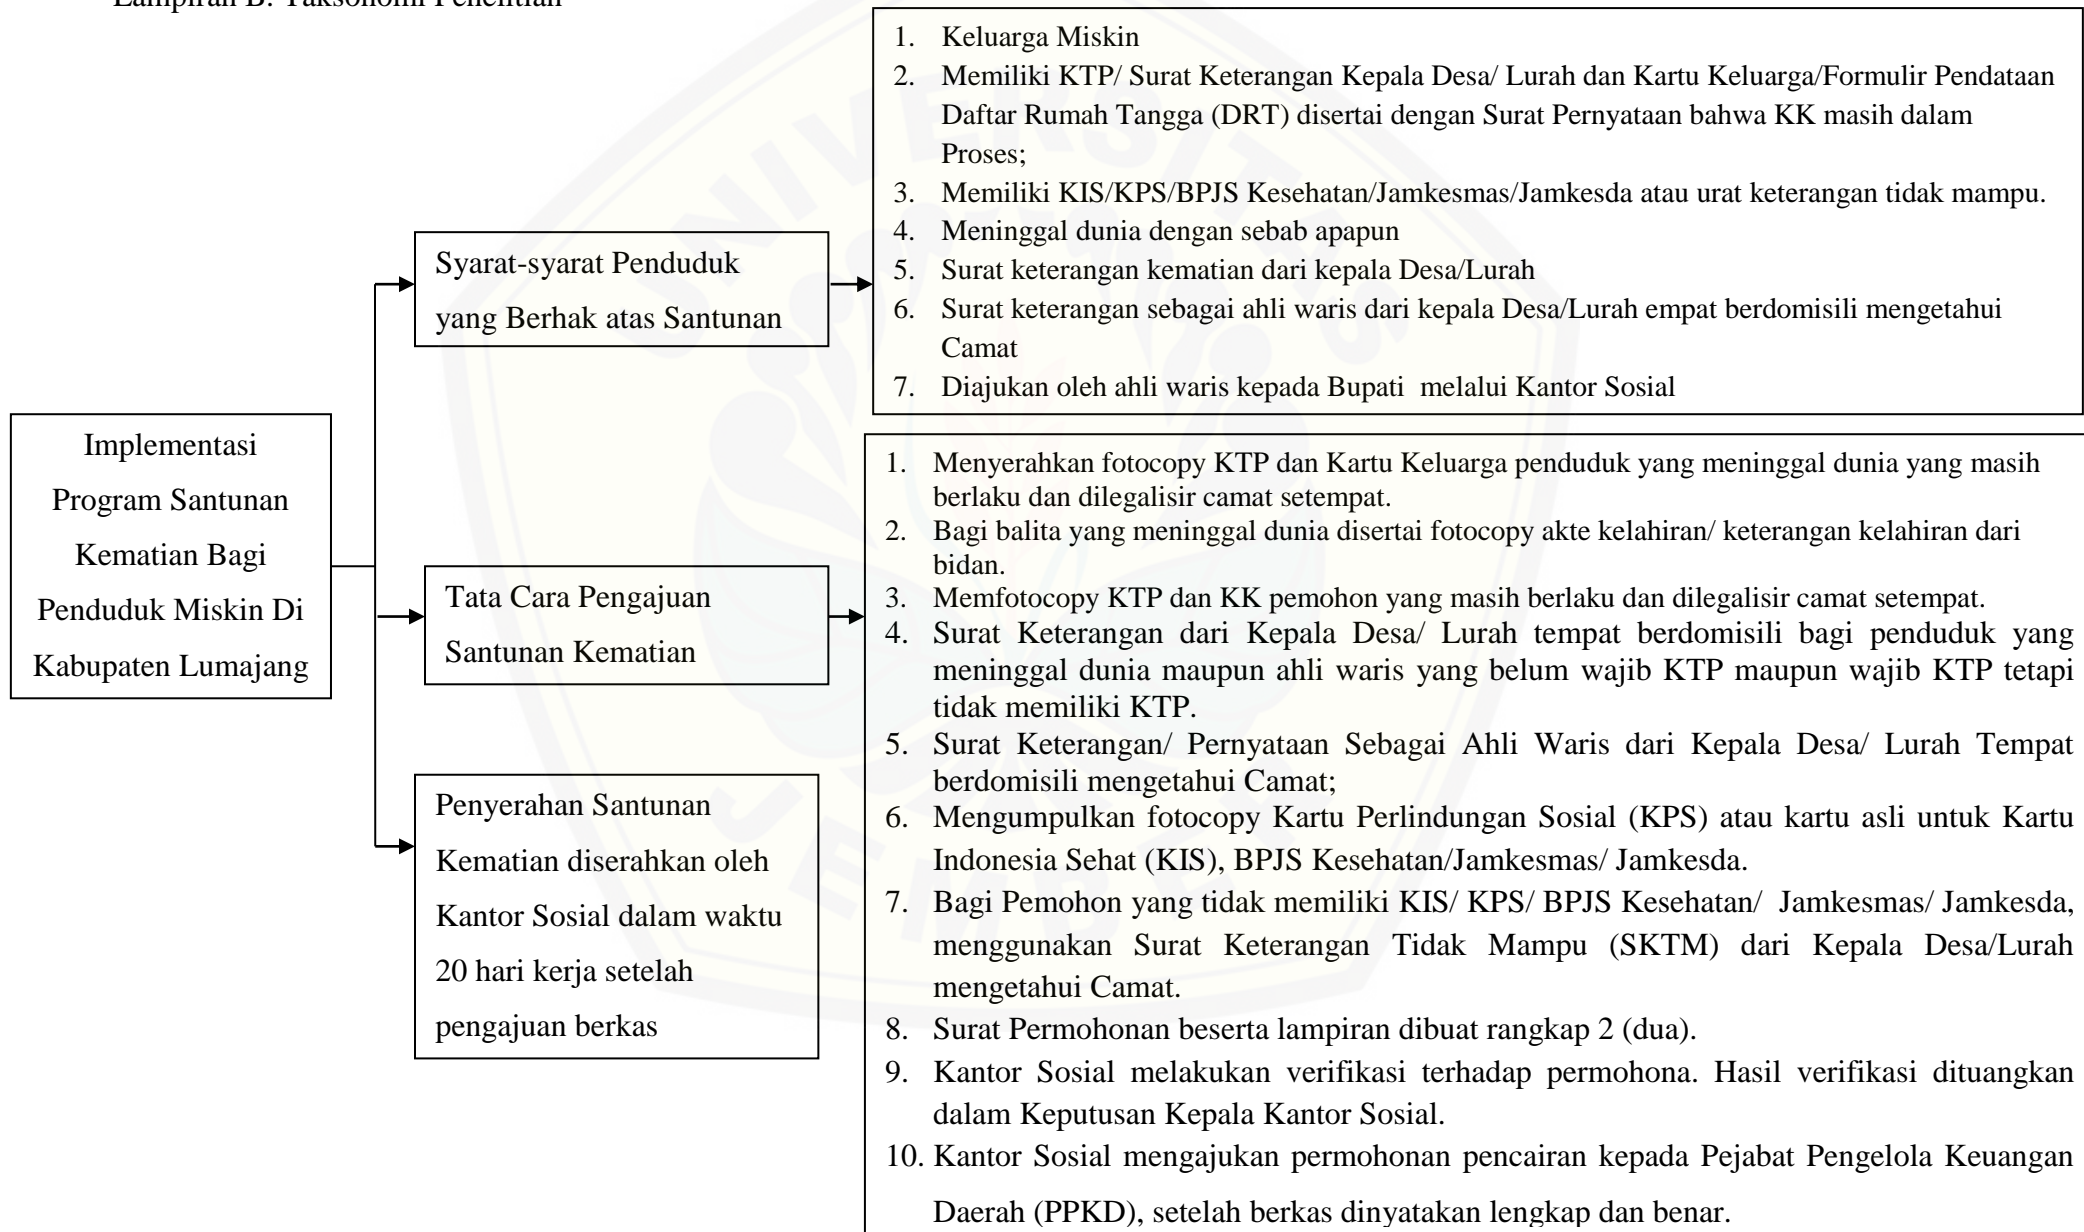 Lampiran B. Taksonomi Penelitian
Implementasi
Program Santunan
Kematian Bagi
Penduduk Miskin Di
Kabupaten Lumajang
Syarat-syarat Penduduk
yang Berhak atas Santunan
1. Keluarga Miskin
2. Memiliki KTP/ Surat Keterangan Kepala Desa/ Lurah dan Kartu Keluarga/Formulir Pendataan
Daftar Rumah Tangga (DRT) disertai dengan Surat Pernyataan bahwa KK masih dalam
Proses;
3. Memiliki KIS/KPS/BPJS Kesehatan/Jamkesmas/Jamkesda atau urat keterangan tidak mampu.
4. Meninggal dunia dengan sebab apapun
5. Surat keterangan kematian dari kepala Desa/Lurah
6. Surat keterangan sebagai ahli waris dari kepala Desa/Lurah empat berdomisili mengetahui
Camat
7. Diajukan oleh ahli waris kepada Bupati melalui Kantor Sosial
Tata Cara Pengajuan
Santunan Kematian
1. Menyerahkan fotocopy KTP dan Kartu Keluarga penduduk yang meninggal dunia yang masih
berlaku dan dilegalisir camat setempat.
2. Bagi balita yang meninggal dunia disertai fotocopy akte kelahiran/ keterangan kelahiran dari
bidan.
3. Memfotocopy KTP dan KK pemohon yang masih berlaku dan dilegalisir camat setempat.
4. Surat Keterangan dari Kepala Desa/ Lurah tempat berdomisili bagi penduduk yang
meninggal dunia maupun ahli waris yang belum wajib KTP maupun wajib KTP tetapi
tidak memiliki KTP.
5. Surat Keterangan/ Pernyataan Sebagai Ahli Waris dari Kepala Desa/ Lurah Tempat
berdomisili mengetahui Camat;
6. Mengumpulkan fotocopy Kartu Perlindungan Sosial (KPS) atau kartu asli untuk Kartu
Indonesia Sehat (KIS), BPJS Kesehatan/Jamkesmas/ Jamkesda.
7. Bagi Pemohon yang tidak memiliki KIS/ KPS/ BPJS Kesehatan/ Jamkesmas/ Jamkesda,
menggunakan Surat Keterangan Tidak Mampu (SKTM) dari Kepala Desa/Lurah
mengetahui Camat.
8. Surat Permohonan beserta lampiran dibuat rangkap 2 (dua).
9. Kantor Sosial melakukan verifikasi terhadap permohona. Hasil verifikasi dituangkan
dalam Keputusan Kepala Kantor Sosial.
10. Kantor Sosial mengajukan permohonan pencairan kepada Pejabat Pengelola Keuangan
Daerah (PPKD), setelah berkas dinyatakan lengkap dan benar.
Penyerahan Santunan
Kematian diserahkan oleh
Kantor Sosial dalam waktu
20 hari kerja setelah
pengajuan berkas
UNIVERSITAS
JEMBER